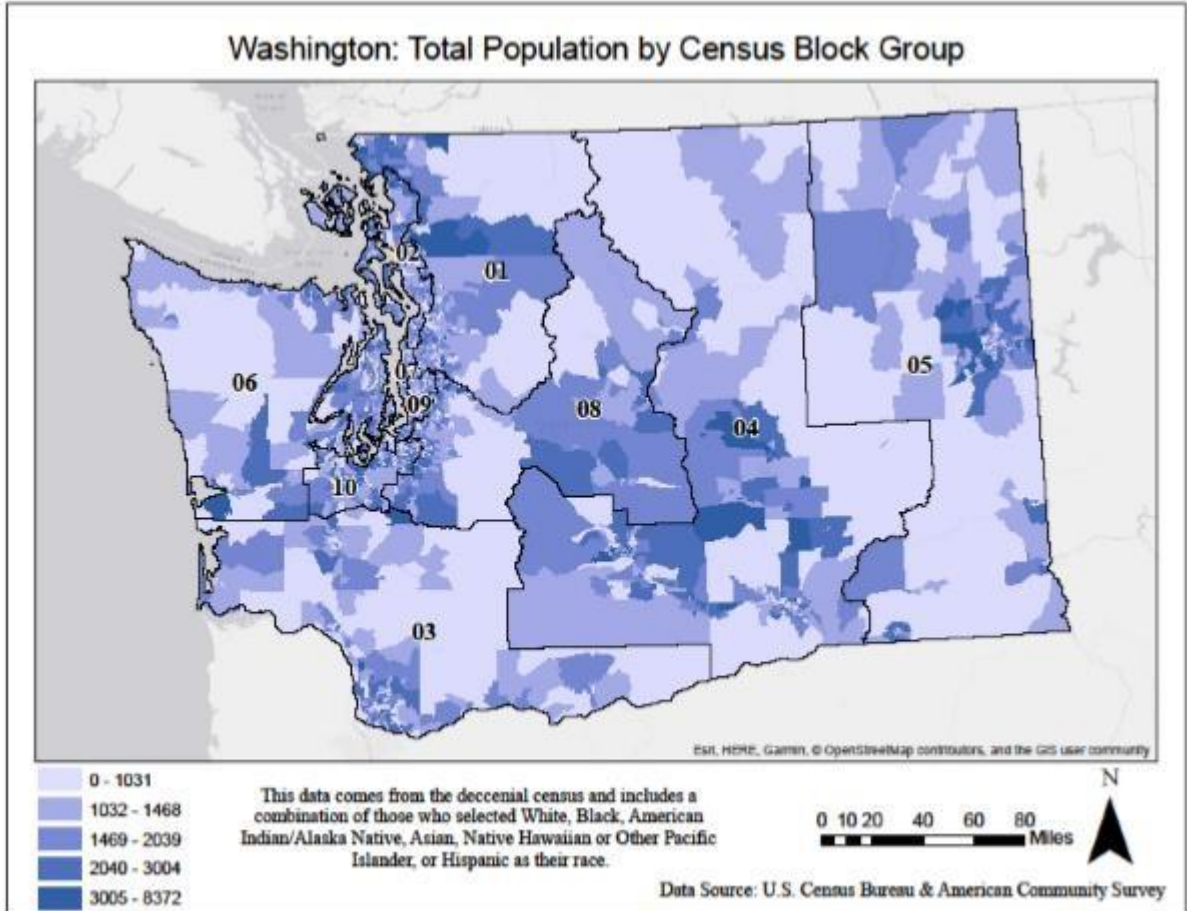 Washington: Total Population by Census Block Group
02
01
06
07
09
08
05
04
10
03
Esri, HERE, Garmin, © OpenStreetMap contributors, and the GIS user community
0 - 1031
1032 - 1468
1469 - 2039
2040 - 3004
3005 - 8372
This data comes from the deccenial census and includes a
combination of those who selected White, Black, American
Indian/Alaska Native, Asian, Native Hawaiian or Other Pacific
Islander, or Hispanic as their race.
N
0 10 20 40 60 80
Miles
Data Source: U.S. Census Bureau & American Community Survey